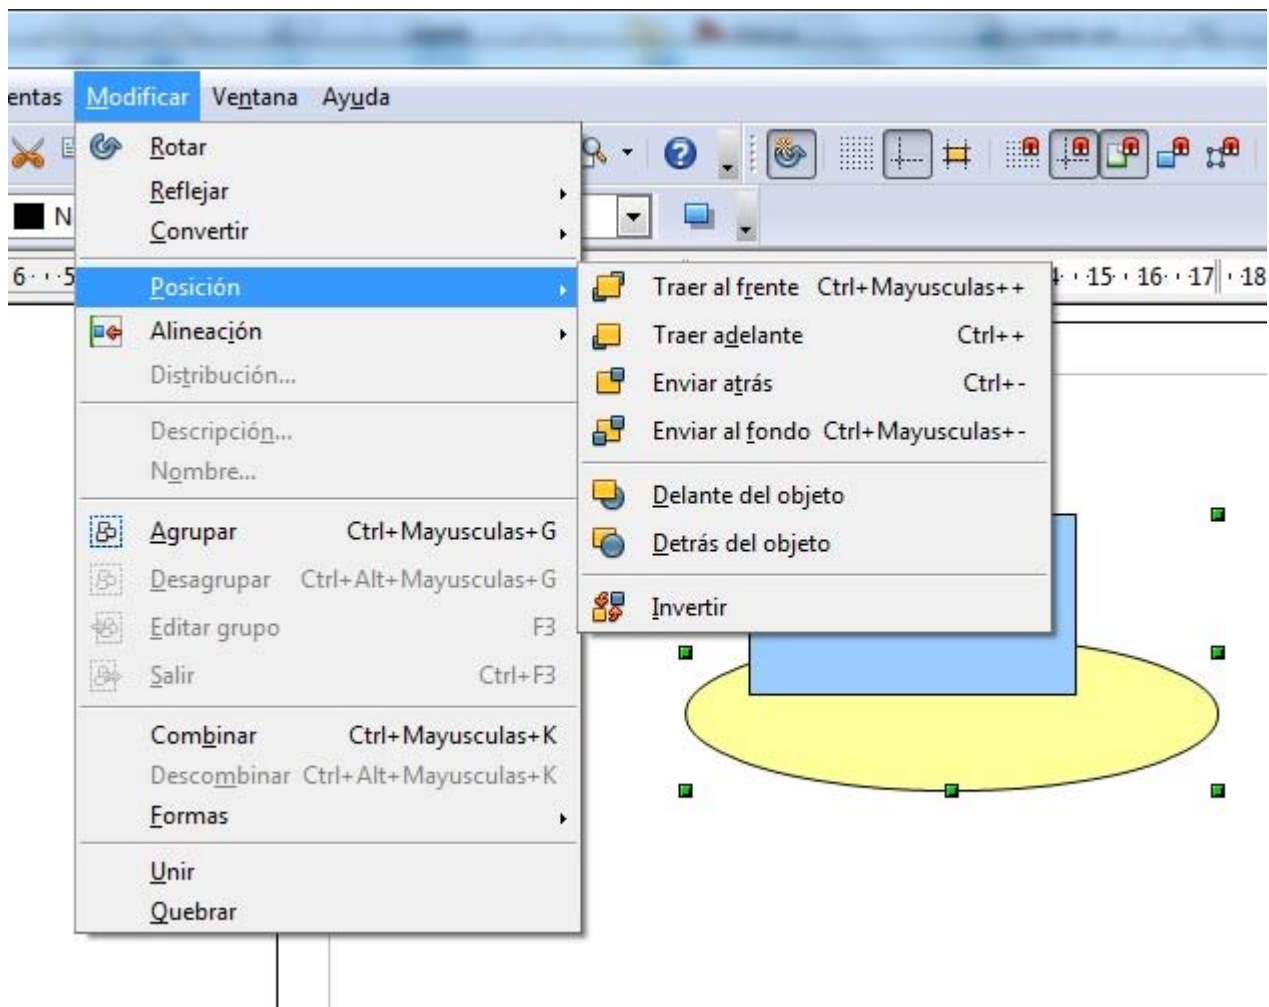 entas Modificar Ventana Ayuda
N
6 5
4 15 16 17 18
Rotar
Reflejar
Convertir
Posición
Alineación
Distribución...
Descripción...
Nombre...
Agrupar Ctrl+Mayusculas+G
Desagrupar Ctrl+Alt+Mayusculas+G
Editar grupo F3
Salir Ctrl+F3
Combinar Ctrl+Mayusculas+K
Descombinar Ctrl+Alt+Mayusculas+K
Formas
Unir
Quebrar
Traer al frente Ctrl+Mayusculas++
Traer adelante Ctrl++
Enviar atrás Ctrl+-
Enviar al fondo Ctrl+Mayusculas+-
Delante del objeto
Detrás del objeto
Invertir